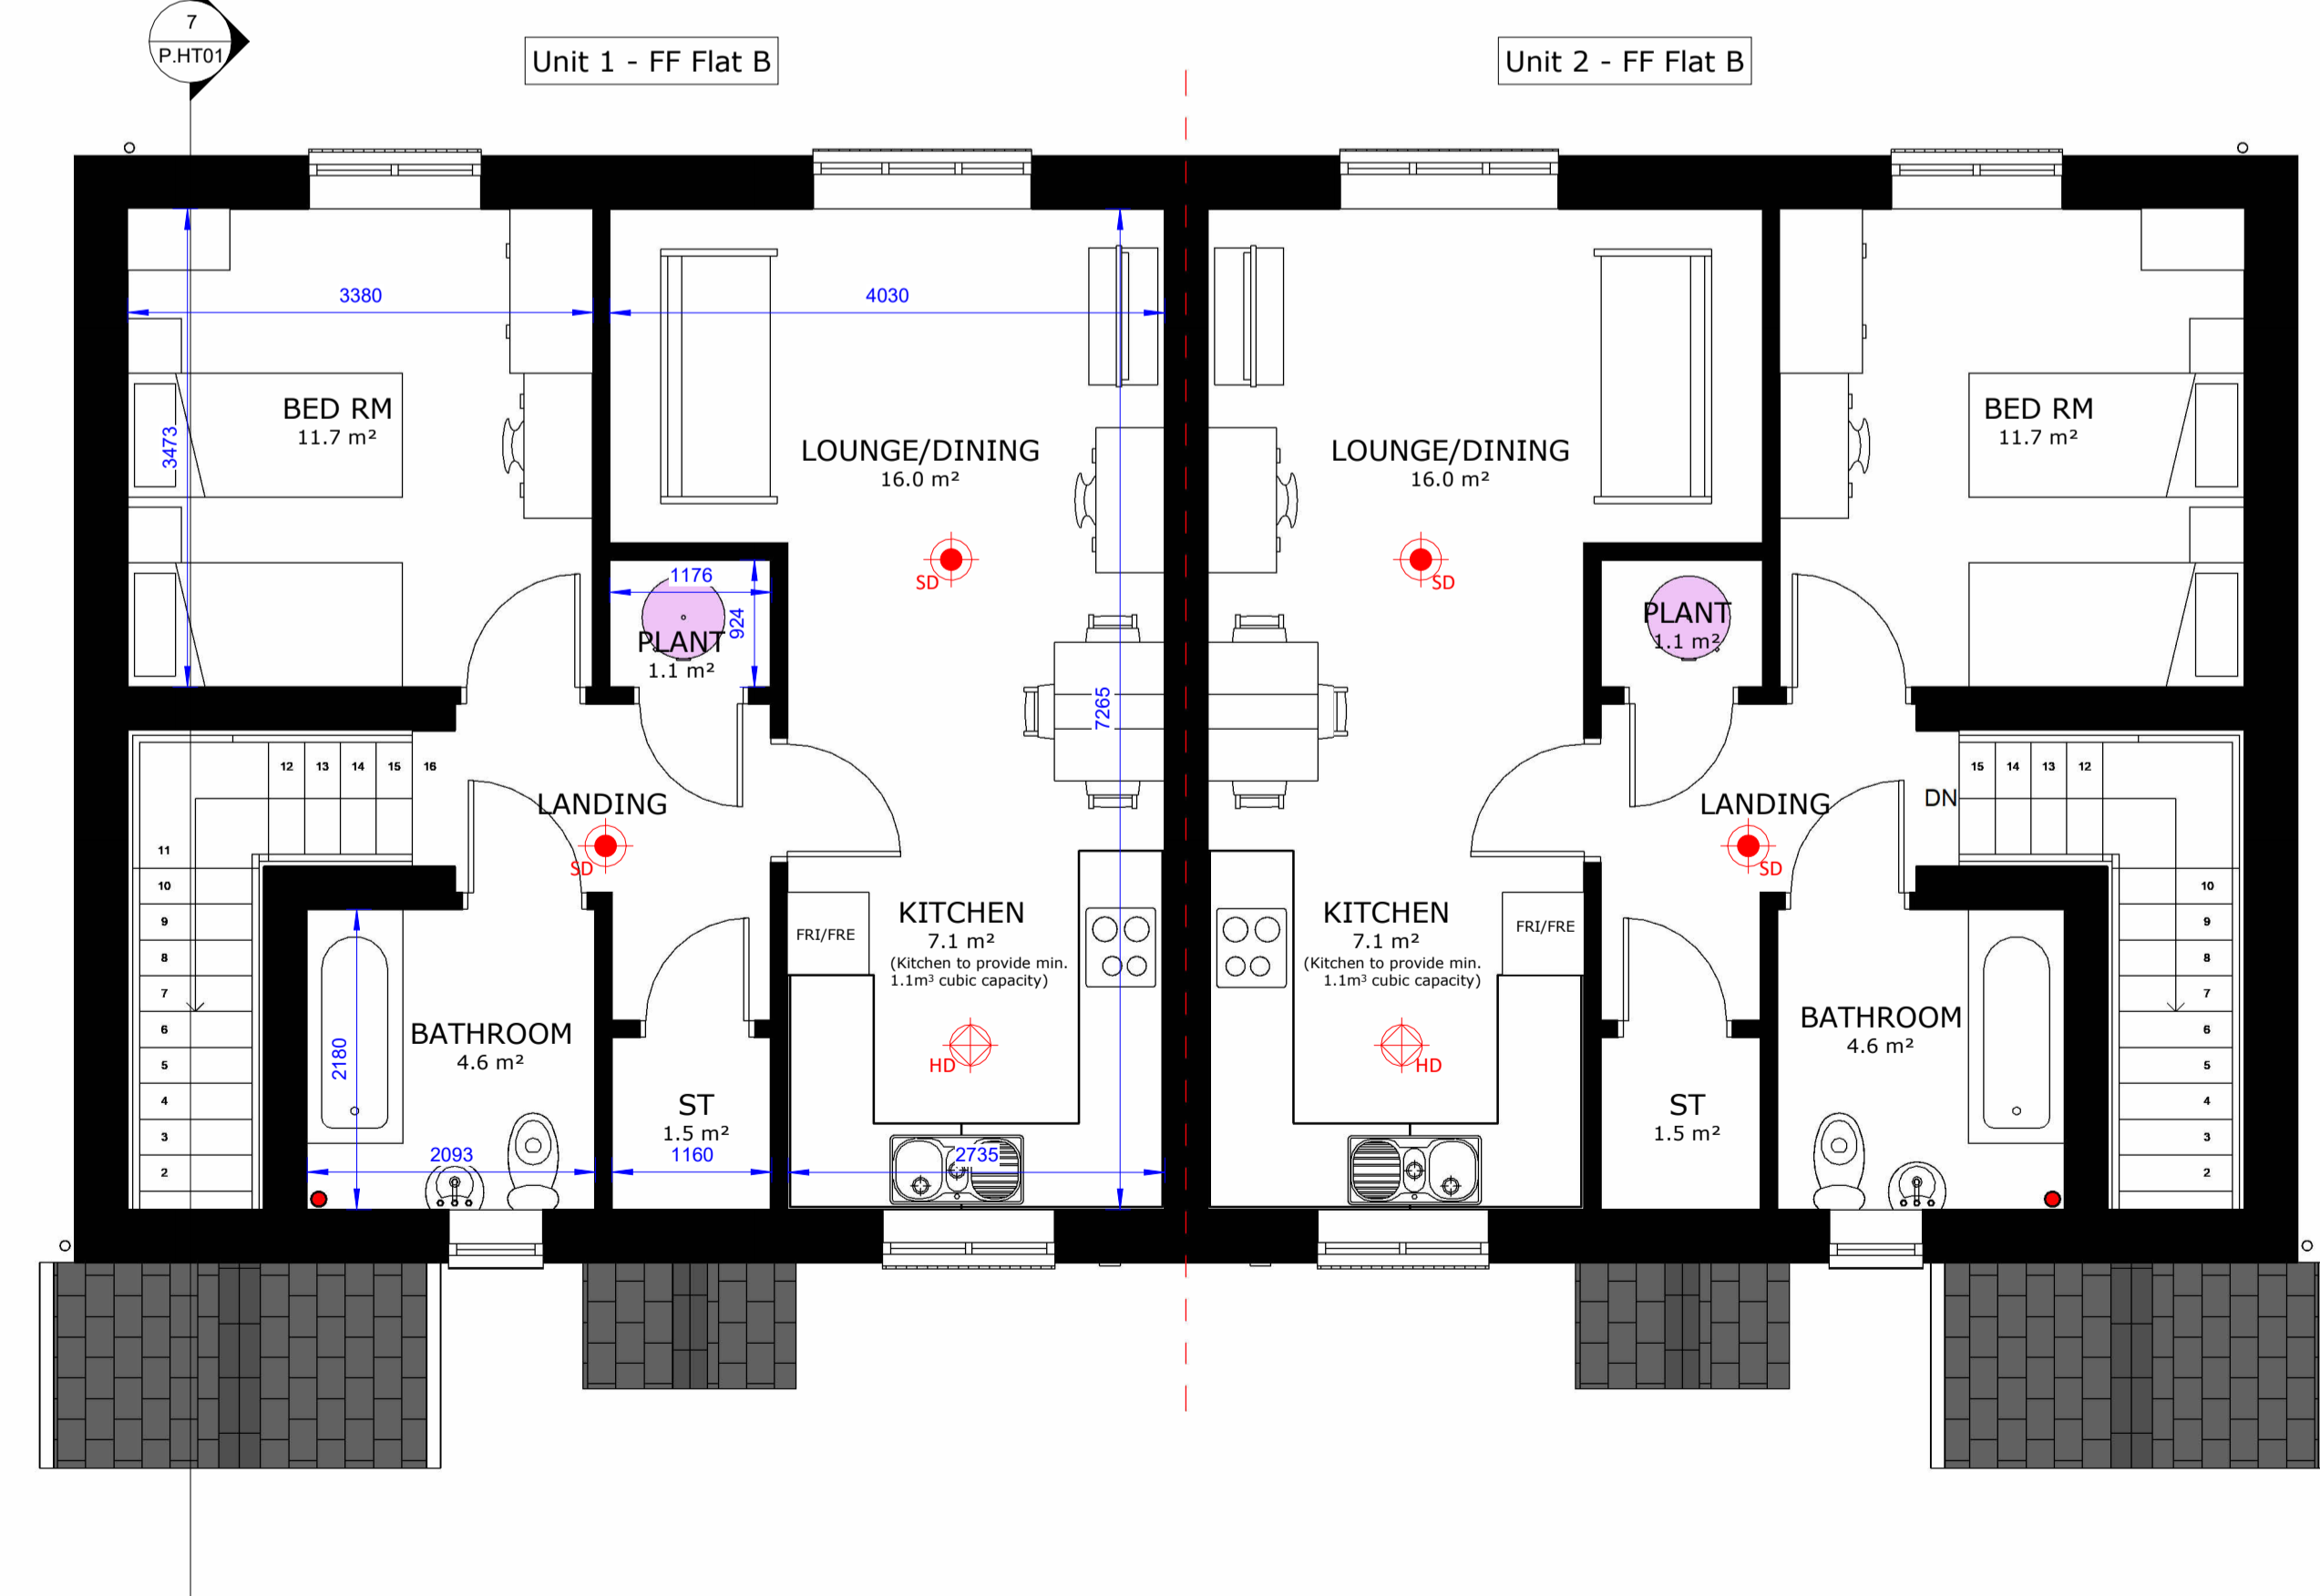 7
P.HT01
Unit 1 - FF Flat B
Unit 2 - FF Flat B
3380
4030
BED RM
11.7 m²
3473
LOUNGE/DINING
16.0 m²
LOUNGE/DINING
16.0 m²
BED RM
11.7 m²
SD
SD
1176
924
PLANT
1.1 m²
PLANT
1.1 m²
7265
12 13 14 15 16
LANDING
SD
LANDING
SD
DN
15 14 13 12
11
10
9
8
7
6
5
4
3
2
10
9
8
7
6
5
4
3
2
FRI/FRE
KITCHEN
7.1 m²
(Kitchen to provide min.
1.1m³ cubic capacity)
HD
KITCHEN
7.1 m²
(Kitchen to provide min.
1.1m³ cubic capacity)
HD
FRI/FRE
BATHROOM
4.6 m²
2180
2093
ST
1.5 m²
1160
2735
ST
1.5 m²
BATHROOM
4.6 m²